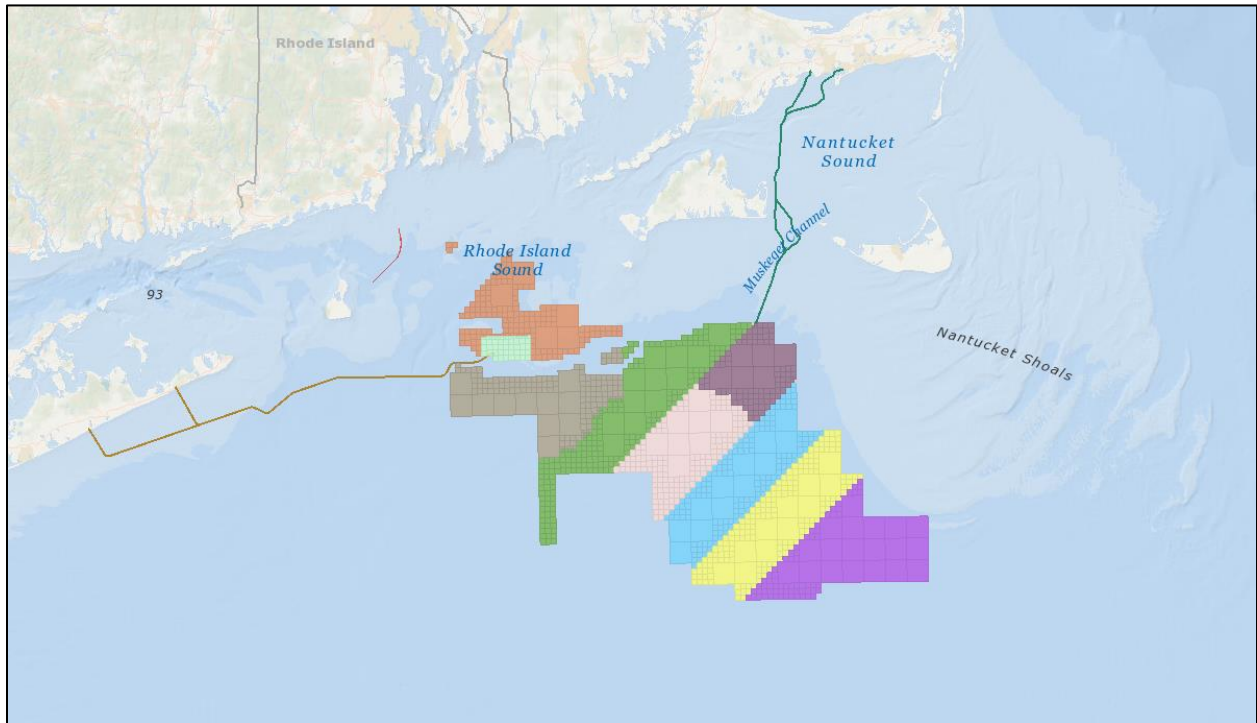 Rhode Island
Nantucket
Sound
Muskeget Channel
Rhode Island
Sound
93
Nantucket Shoals